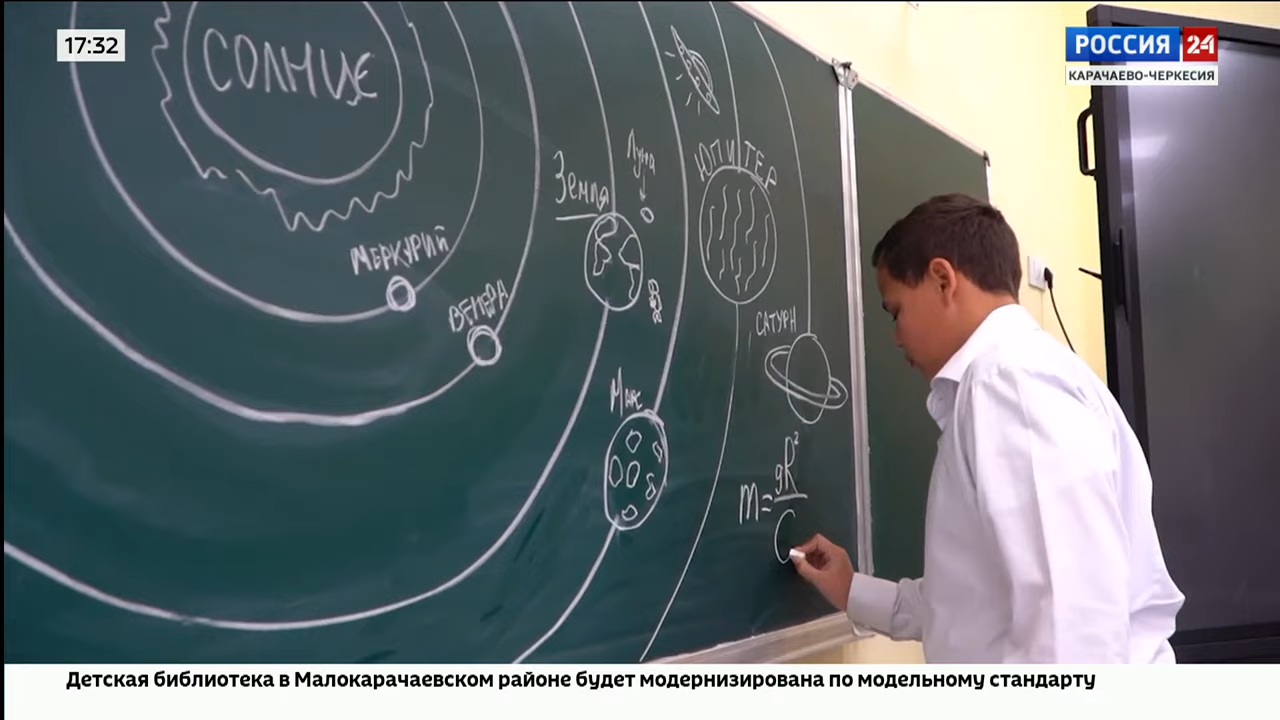 17:32
РОССИЯ 24
КАРАЧАЕВО-ЧЕРКЕСИЯ
СОЛНЦЕ
МЕРКУРИЙ
ВЕНЕРА
Земля
Луна
Марс
ЮПИТЕР
САТУРН
m=gR²
Детская библиотека в Малокарачаевском районе будет модернизирована по модельному стандарту